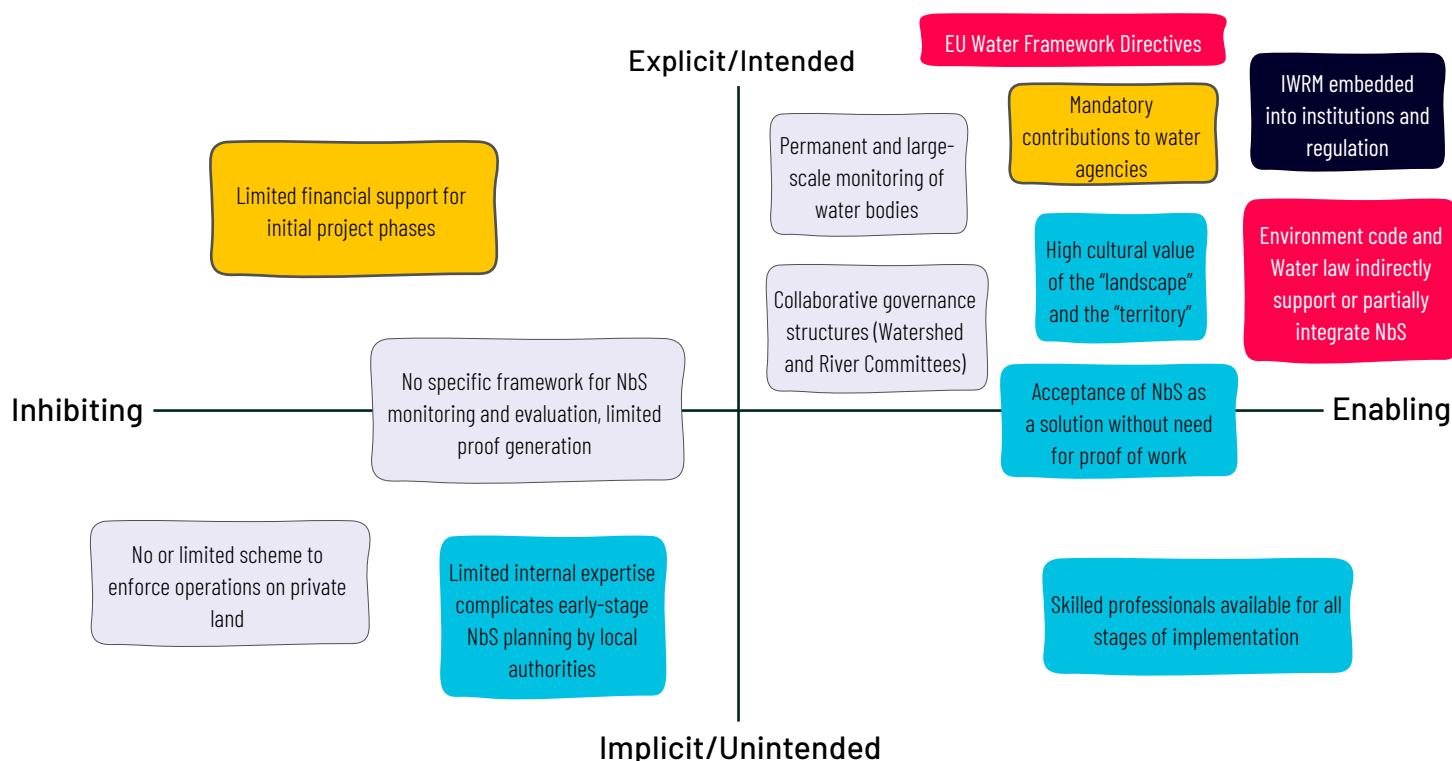 EU Water Framework Directives
Explicit/Intended
IWRM embedded
into institutions and
regulation
Mandatory
contributions to water
agencies
Permanent and large-
scale monitoring of
water bodies
Limited financial support for
initial project phases
High cultural value
of the “landscape”
and the “territory”
Environment code and
Water law indirectly
support or partially
integrate NbS
Collaborative governance
structures (Watershed
and River Committees)
No specific framework for NbS
monitoring and evaluation, limited
proof generation
Inhibiting
Acceptance of NbS as
a solution without need
for proof of work
Enabling
No or limited scheme to
enforce operations on private
land
Limited internal expertise
complicates early-stage
NbS planning by local
authorities
Skilled professionals available for all
stages of implementation
Implicit/Unintended